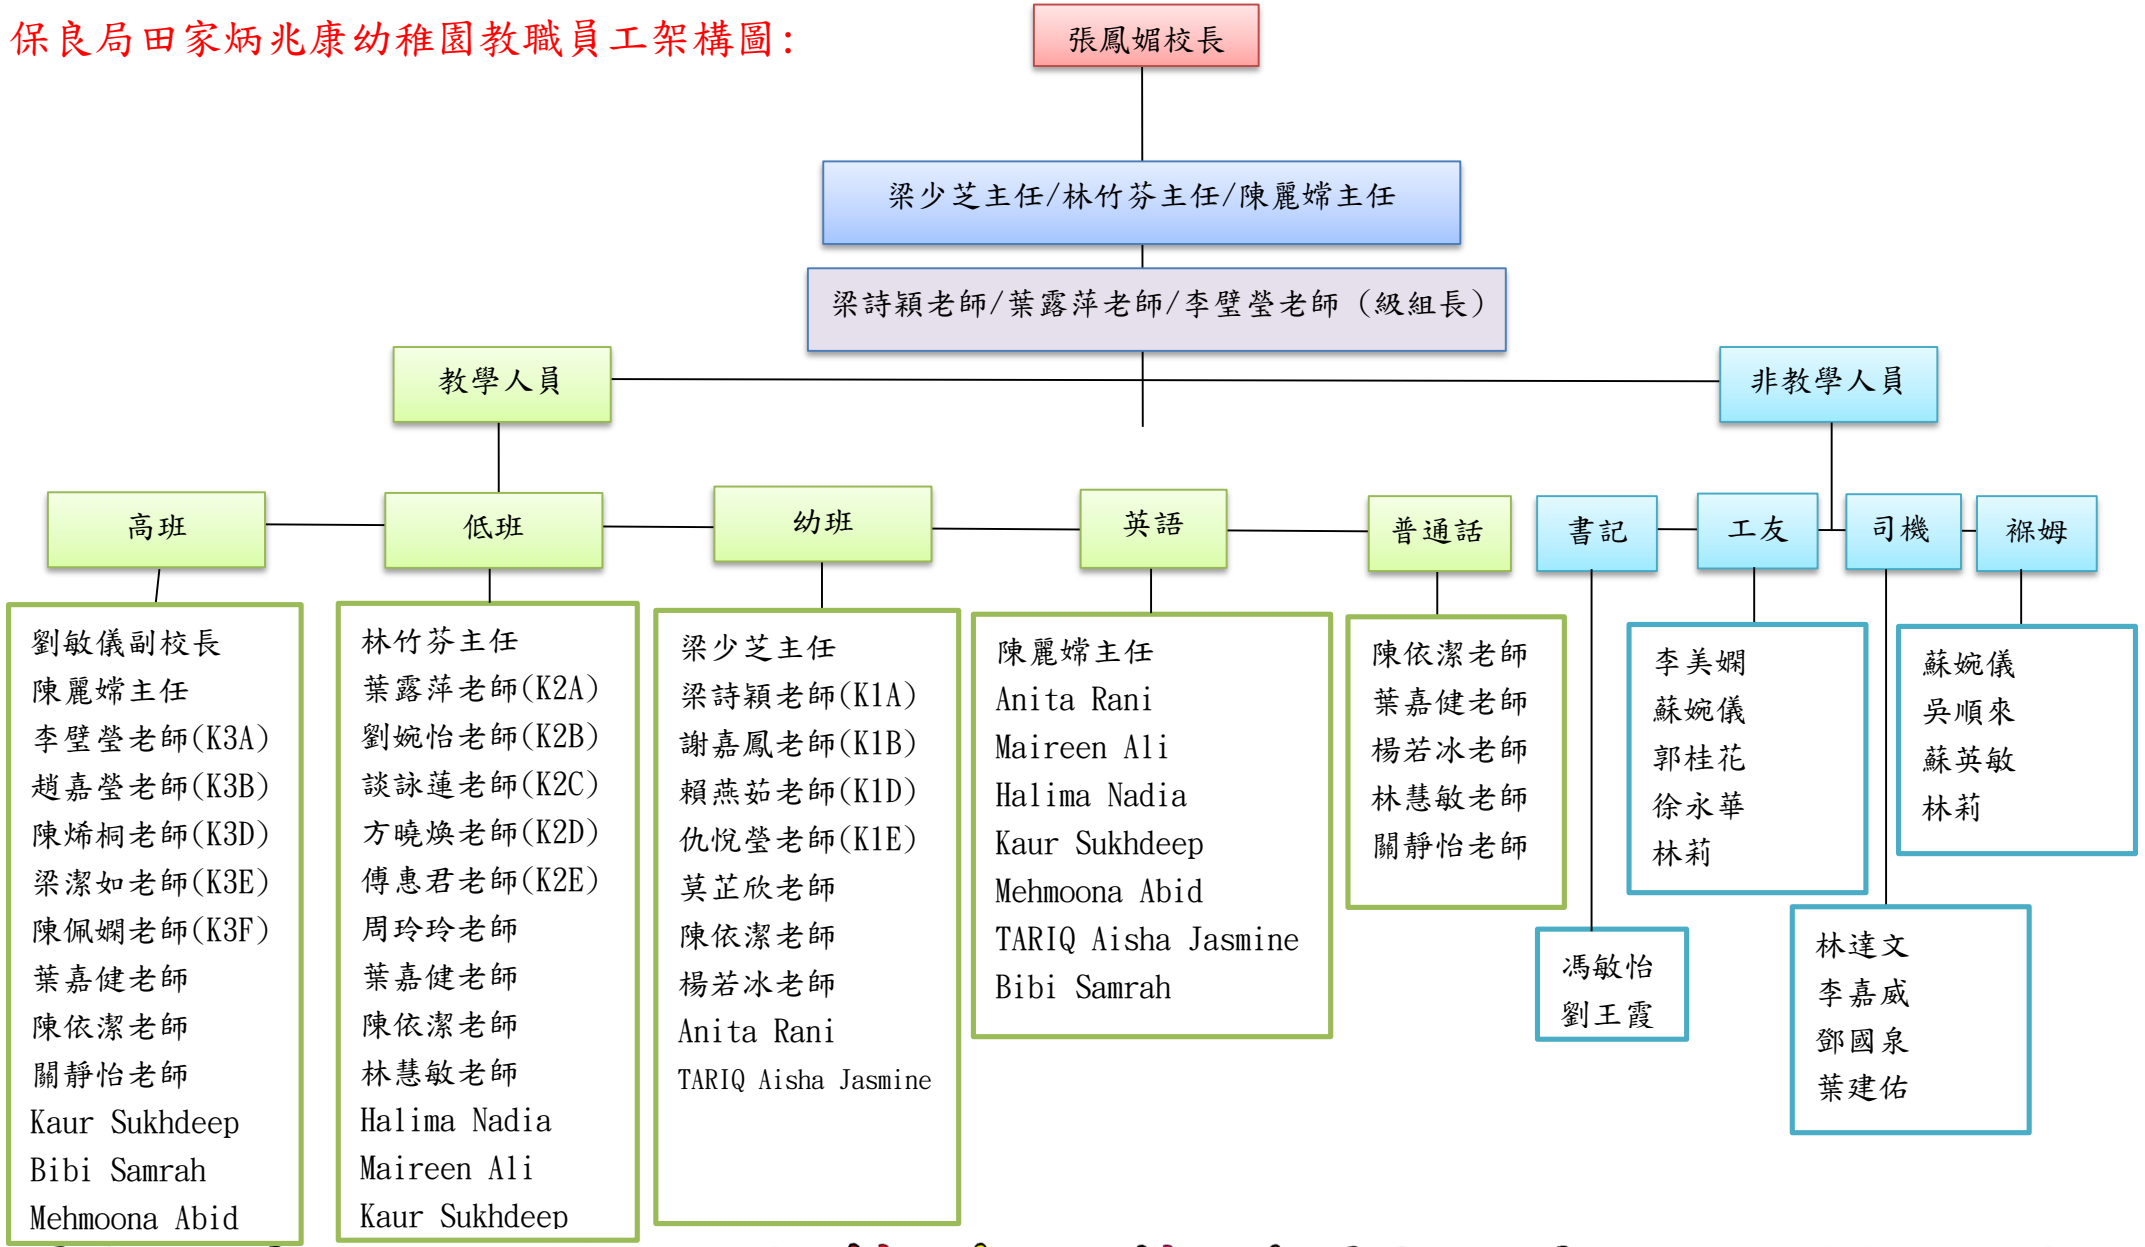 保良局田家炳兆康幼稚園教職員工架構圖:
張鳳媚校長
梁少芝主任/林竹芬主任/陳麗嫦主任
梁詩穎老師/葉露萍老師/李璧瑩老師 (級組長)
教學人員
非教學人員
高班
低班
幼班
英語
普通話
書記
工友
司機
褓姆
劉敏儀副校長
陳麗嫦主任
李璧瑩老師(K3A)
趙嘉瑩老師(K3B)
陳烯桐老師(K3D)
梁潔如老師(K3E)
陳佩嫻老師(K3F)
葉嘉健老師
陳依潔老師
關靜怡老師
Kaur Sukhdeep
Bibi Samrah
Mehmoona Abid
林竹芬主任
葉露萍老師(K2A)
劉婉怡老師(K2B)
談詠蓮老師(K2C)
方曉煥老師(K2D)
傅惠君老師(K2E)
周玲玲老師
葉嘉健老師
陳依潔老師
林慧敏老師
Halima Nadia
Maireen Ali
Kaur Sukhdeep
梁少芝主任
梁詩穎老師(K1A)
謝嘉鳳老師(K1B)
賴燕茹老師(K1D)
仇悅瑩老師(K1E)
莫芷欣老師
陳依潔老師
楊若冰老師
Anita Rani
TARIQ Aisha Jasmine
陳麗嫦主任
Anita Rani
Maireen Ali
Halima Nadia
Kaur Sukhdeep
Mehmoona Abid
TARIQ Aisha Jasmine
Bibi Samrah
陳依潔老師
葉嘉健老師
楊若冰老師
林慧敏老師
關靜怡老師
馮敏怡
劉王霞
李美嫻
蘇婉儀
郭桂花
徐永華
林莉
林達文
李嘉威
鄧國泉
葉建佑
蘇婉儀
吳順來
蘇英敏
林莉